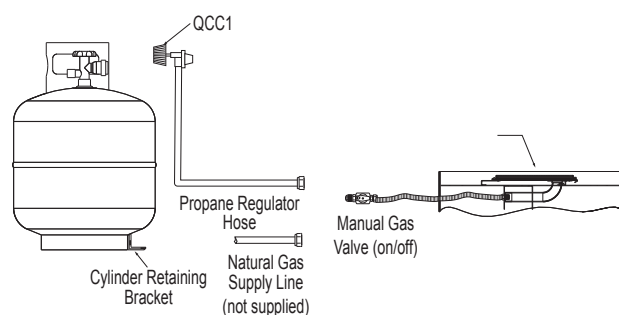 QCC1
Propane Regulator
Hose
Manual Gas
Valve (on/off)
Cylinder Retaining
Bracket
Natural Gas
Supply Line
(not supplied)